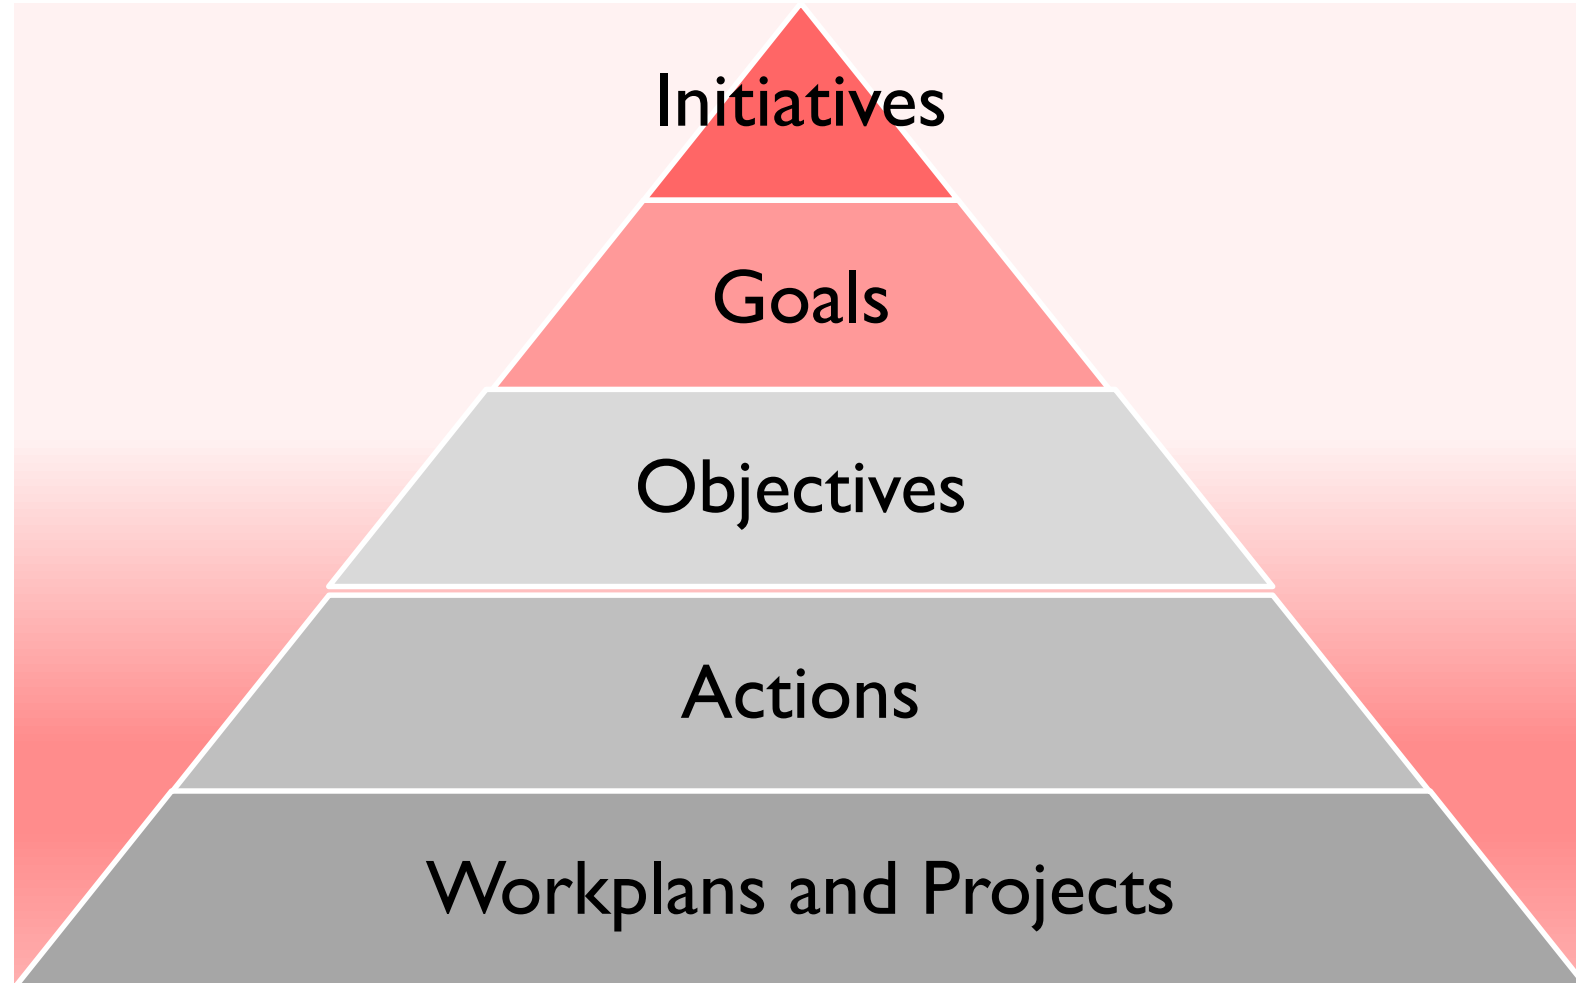 Initiatives
Goals
Objectives
Actions
Workplans and Projects